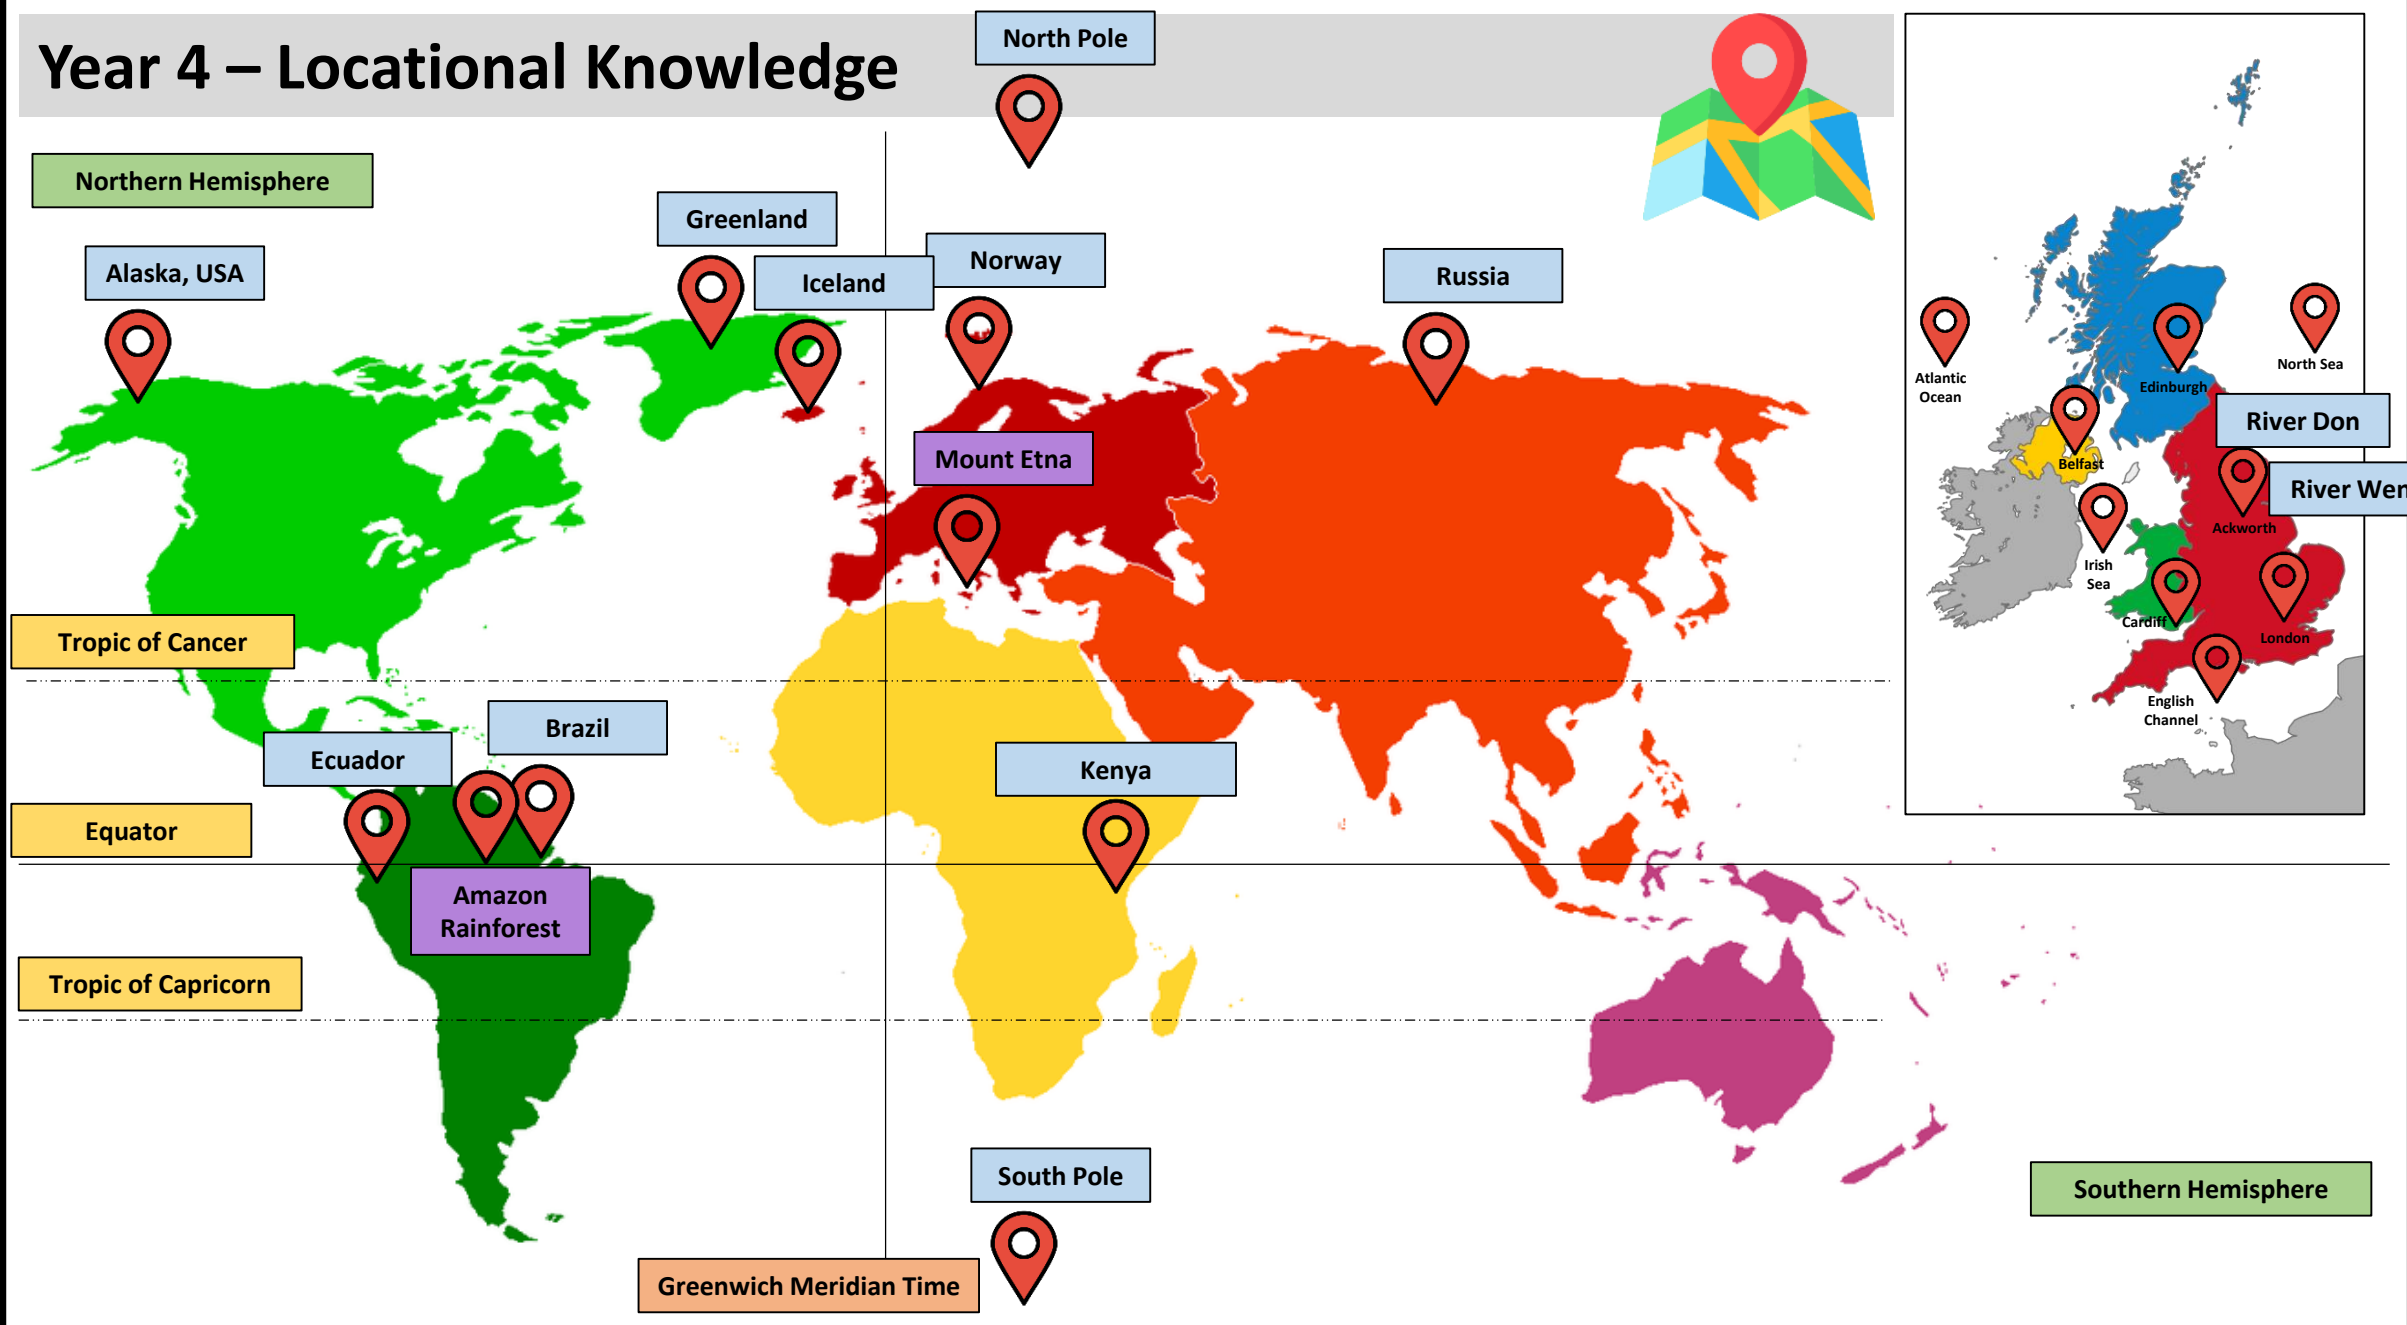 Year 4 – Locational Knowledge
North Pole
Northern Hemisphere
Greenland
Alaska, USA
Iceland
Norway
Russia
Mount Etna
Tropic of Cancer
Brazil
Ecuador
Kenya
Equator
Amazon
Rainforest
Tropic of Capricorn
South Pole
Southern Hemisphere
Greenwich Meridian Time
Atlantic
Ocean
North Sea
Edinburgh
River Don
Belfast
River Wen
Ackworth
Irish
Sea
Cardiff
London
English
Channel